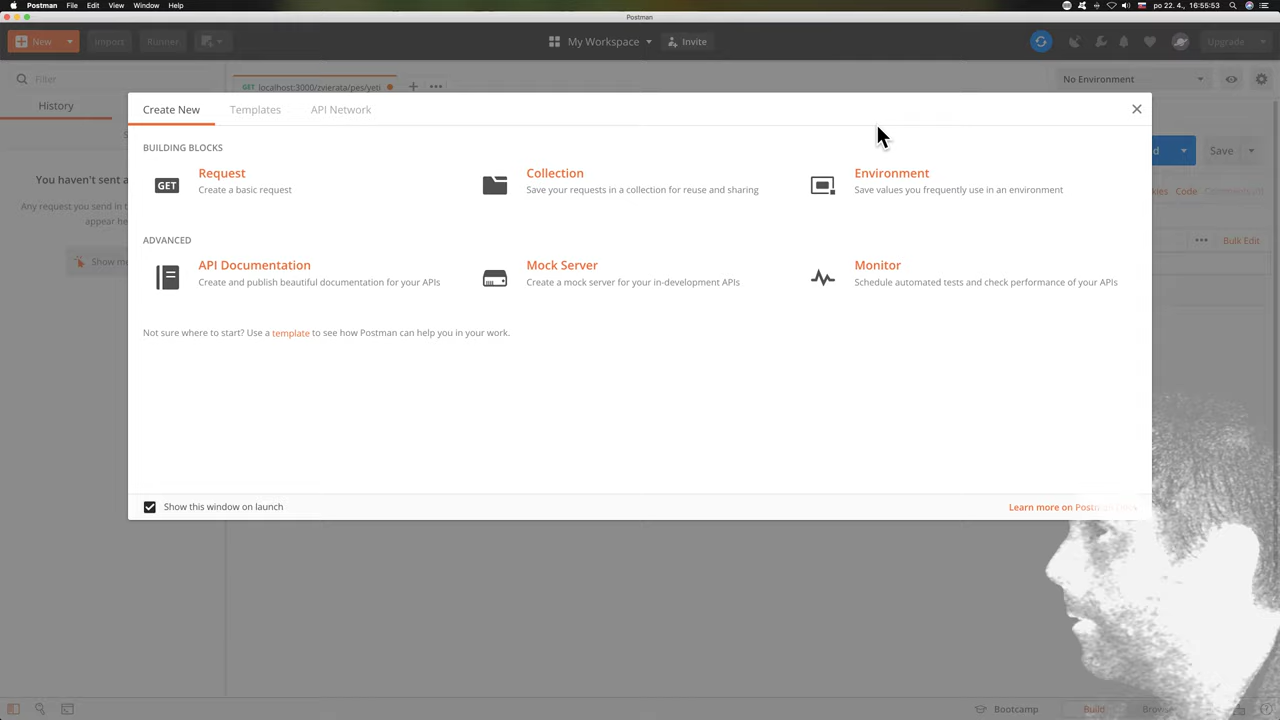 Postman File Edit View Window Help
po 22. 4., 16:55:53
Postman
New Import Runner
My Workspace Invite
Upgrade
Filter
History
GET localhost:3000/zvierata/pes/yeti
No Environment
Create New Templates API Network
BUILDING BLOCKS
GET Request
Create a basic request
Collection
Save your requests in a collection for reuse and sharing
Environment
Save values you frequently use in an environment
ADVANCED
API Documentation
Create and publish beautiful documentation for your APIs
Mock Server
Create a mock server for your in-development APIs
Monitor
Schedule automated tests and check performance of your APIs
Not sure where to start? Use a template to see how Postman can help you in your work.
Show this window on launch
Learn more on
You haven't sent a
Any request you send in t
appear he
Show me
Save
Code
Bulk Edit
Bootcamp Build